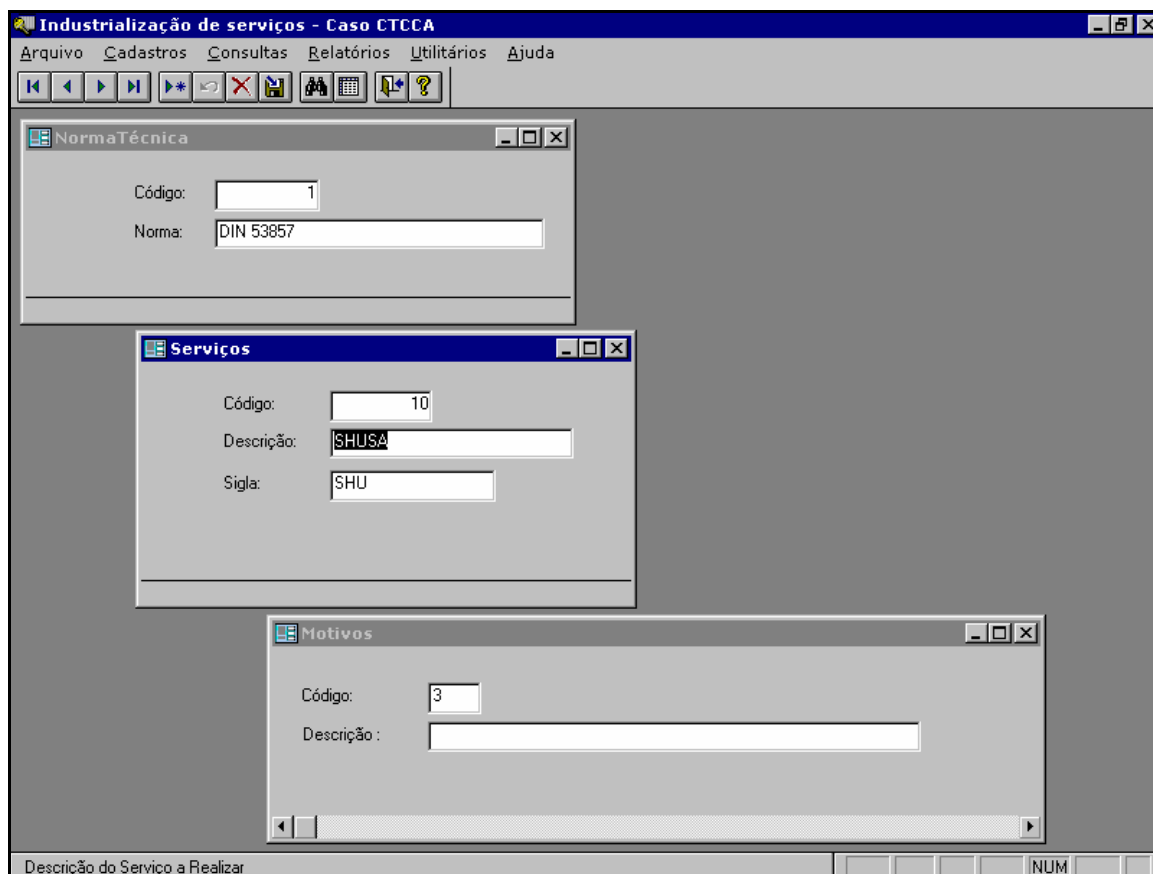 Industrialização de serviços - Caso CTCCA
Arquivo Cadastros Consultas Relatórios Utilitários Ajuda
NormaTécnica
Código: 1
Norma: DIN 53857
Serviços
Código: 10
Descrição: SHUSA
Sigla: SHU
Motivos
Código: 3
Descrição :
Descrição do Serviço a Realizar NUM